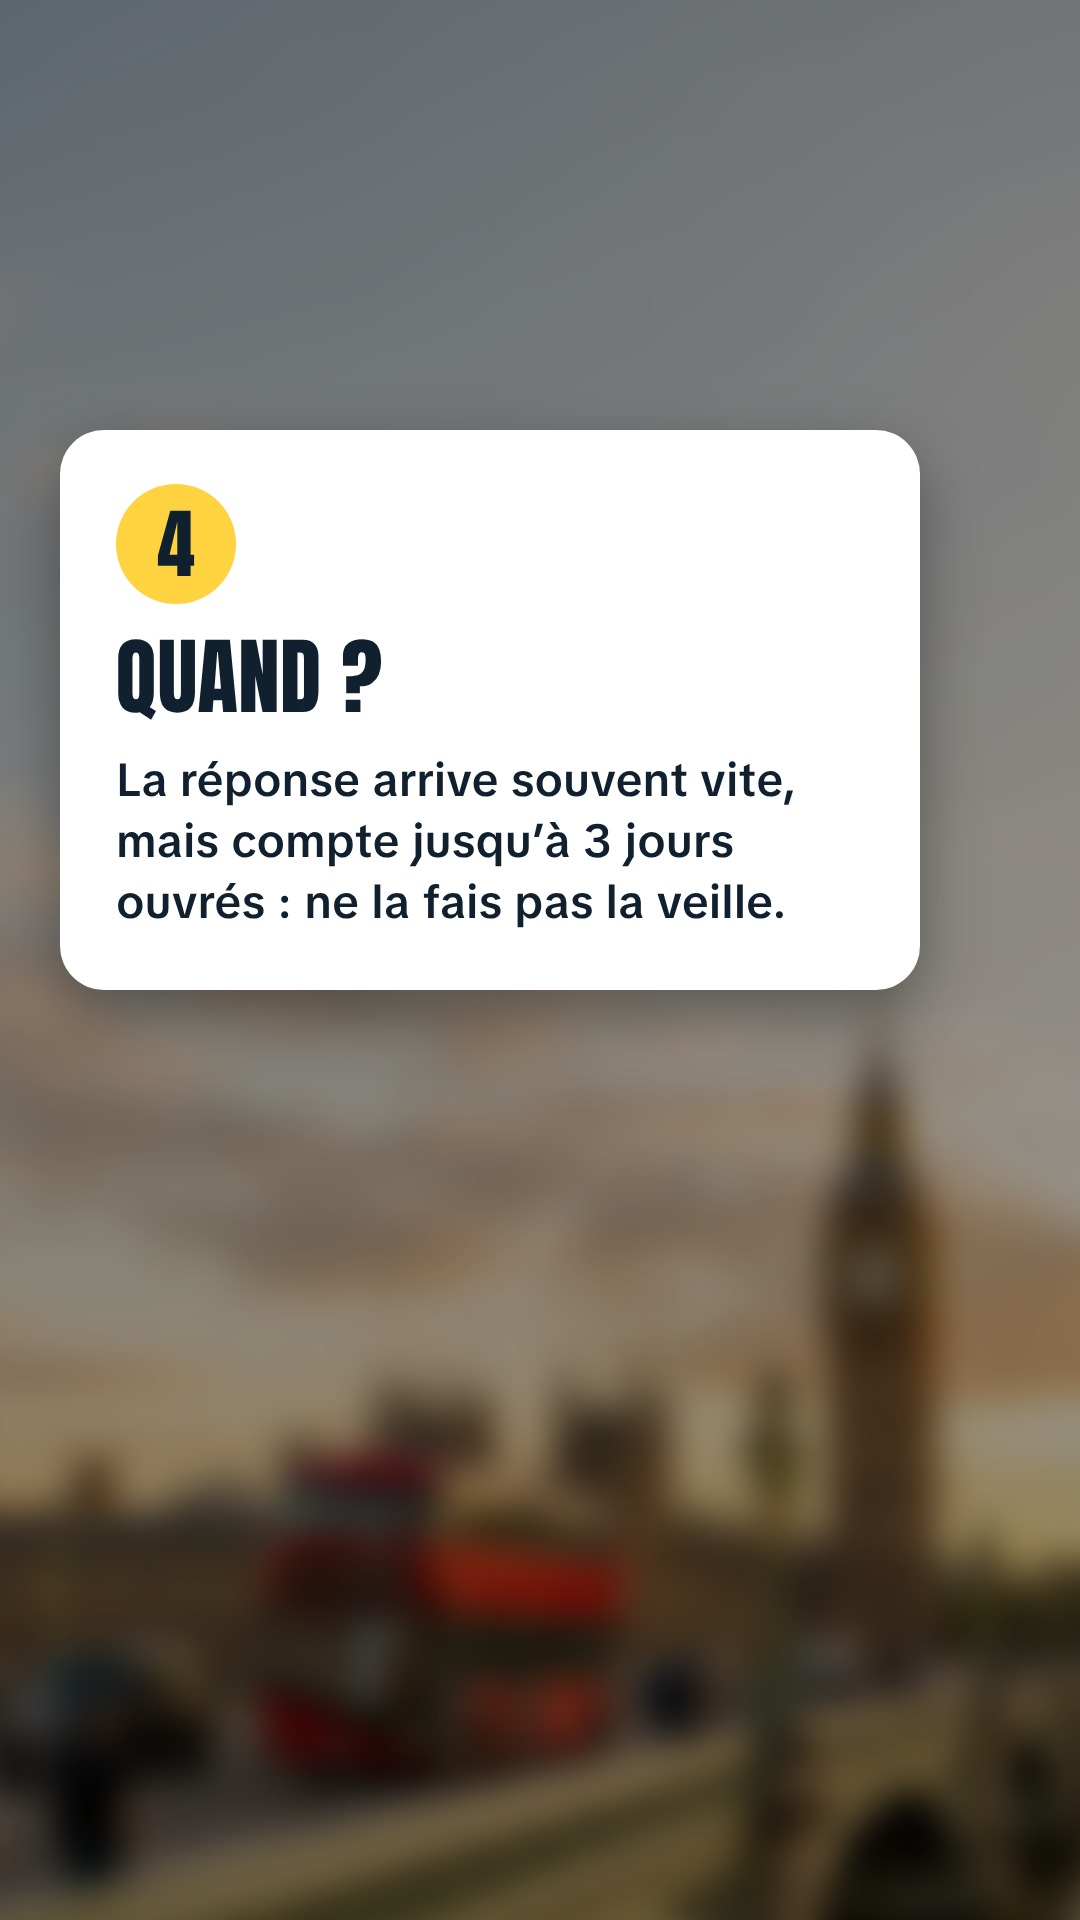 4
QUAND ?
La réponse arrive souvent vite,
mais compte jusqu’à 3 jours
ouvrés : ne la fais pas la veille.